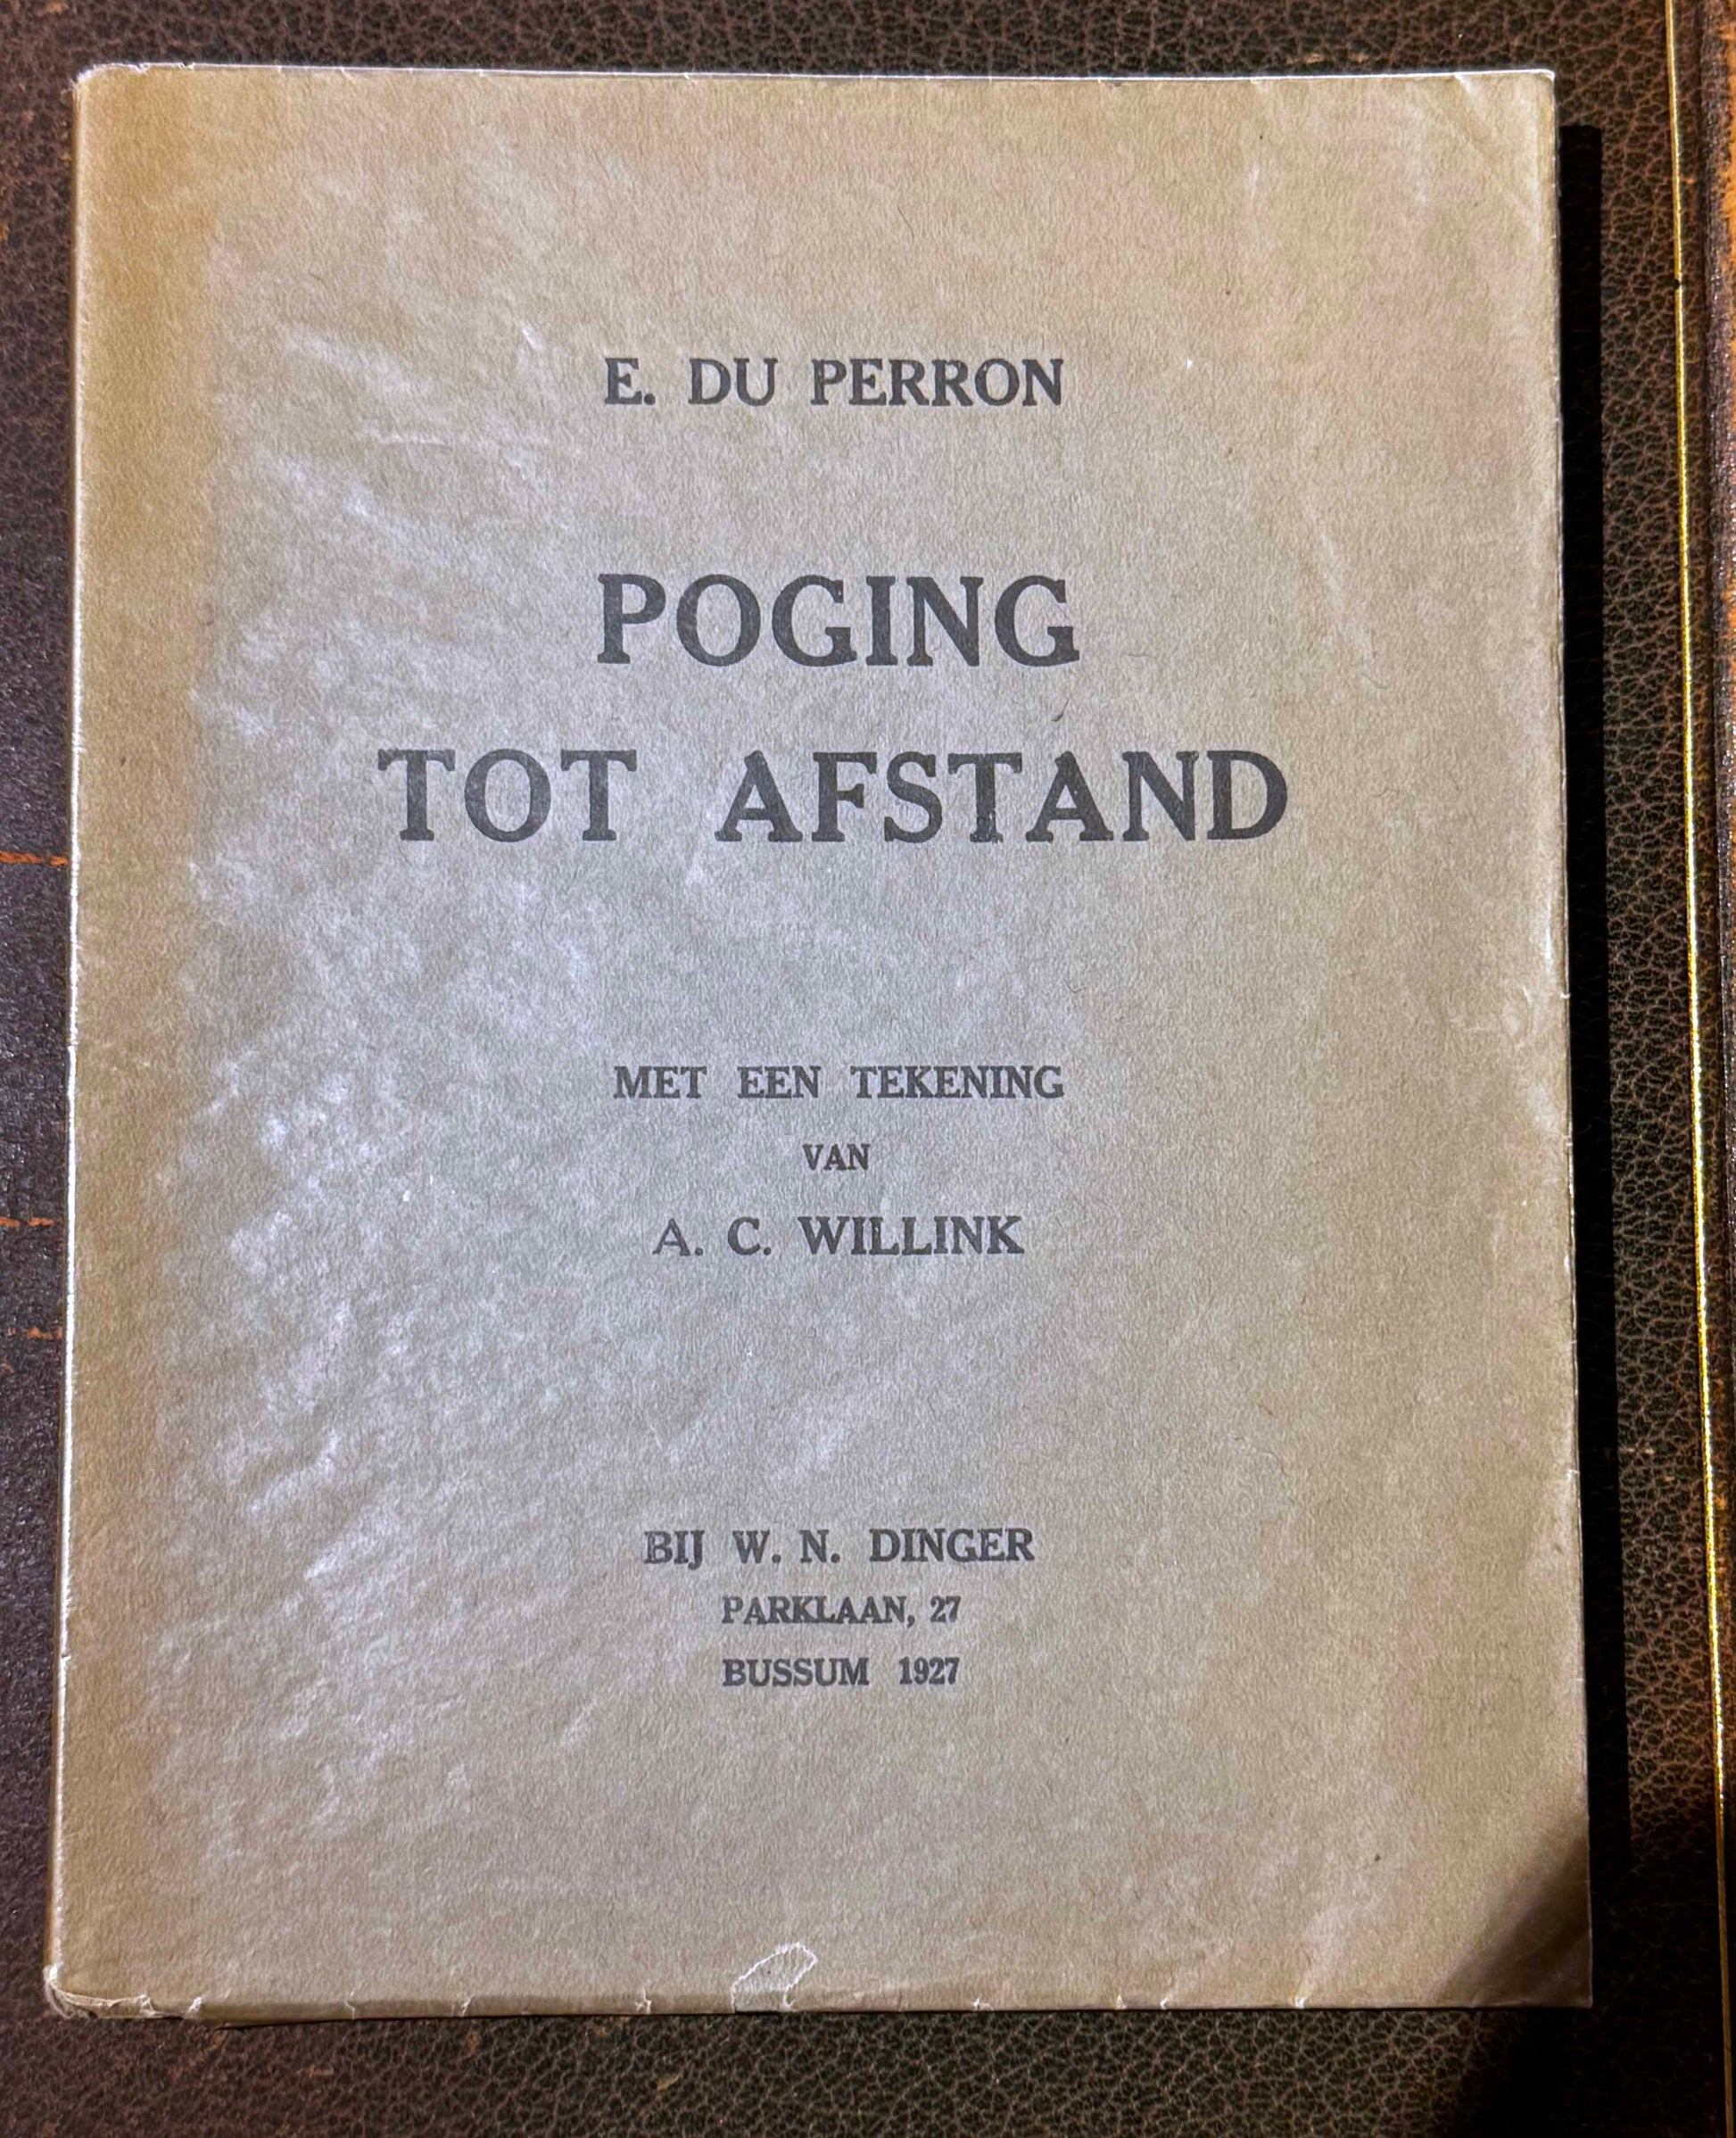 E. DU PERRON
POGING
TOT AFSTAND
MET EEN TEKENING
VAN
A. C. WILLINK
BIJ W. N. DINGER
PARKLAAN, 27
BUSSUM 1927